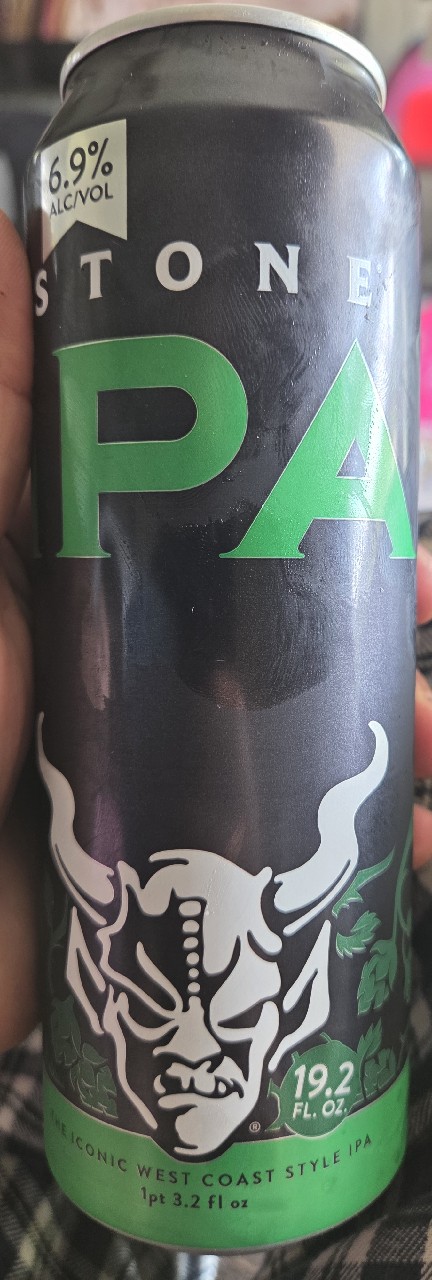 6.9%
ALC/VOL
STONE
IPA
19.2
FL. OZ.
®
THE ICONIC WEST COAST STYLE IPA
1pt 3.2 fl oz